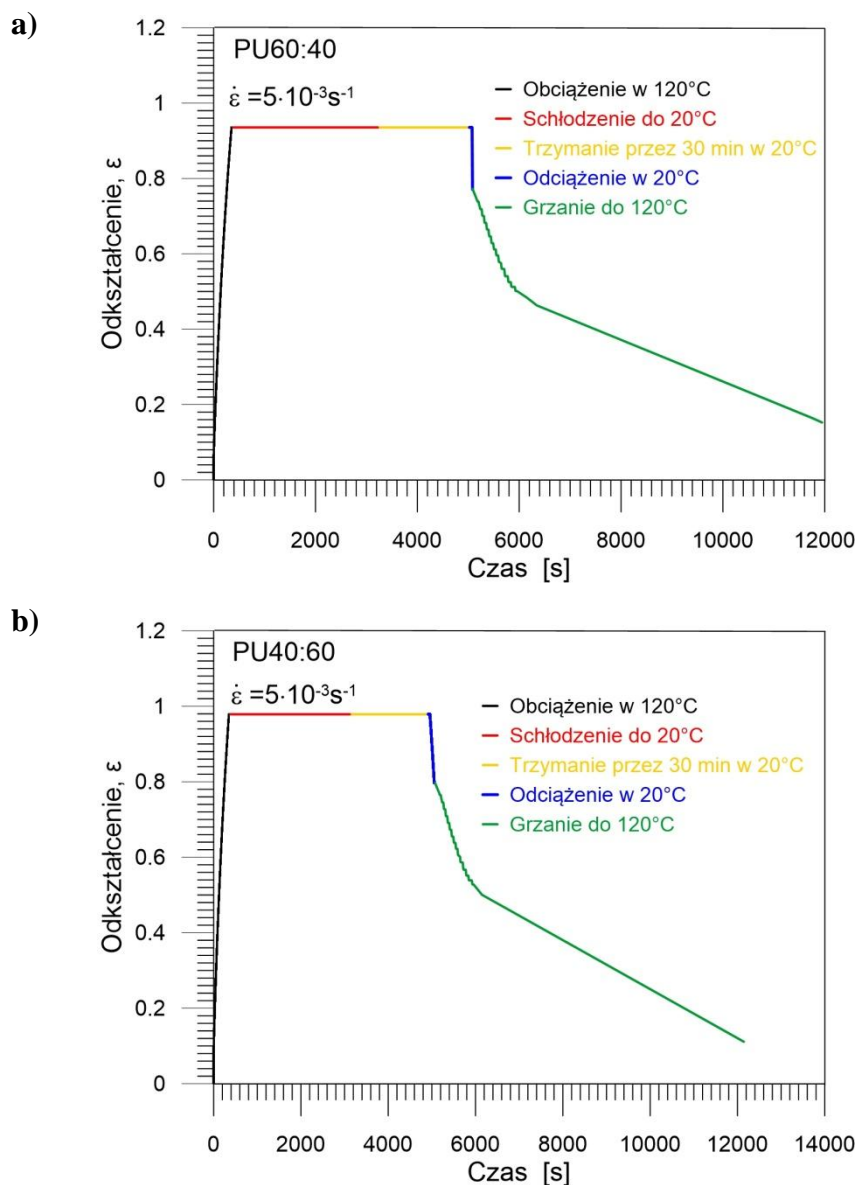 a)
1.2
PU60:40
ε̇ =5·10⁻³s⁻¹
Obciążenie w 120°C
Schłodzenie do 20°C
Trzymanie przez 30 min w 20°C
Odciążenie w 20°C
Grzanie do 120°C
1
0.8
0.6
0.4
0.2
0
Odkształcenie, ε
0 2000 4000 6000 8000 10000 12000
Czas [s]
b)
1.2
PU40:60
ε̇ =5·10⁻³s⁻¹
Obciążenie w 120°C
Schłodzenie do 20°C
Trzymanie przez 30 min w 20°C
Odciążenie w 20°C
Grzanie do 120°C
1
0.8
0.6
0.4
0.2
0
Odkształcenie, ε
0 2000 4000 6000 8000 10000 12000 14000
Czas [s]